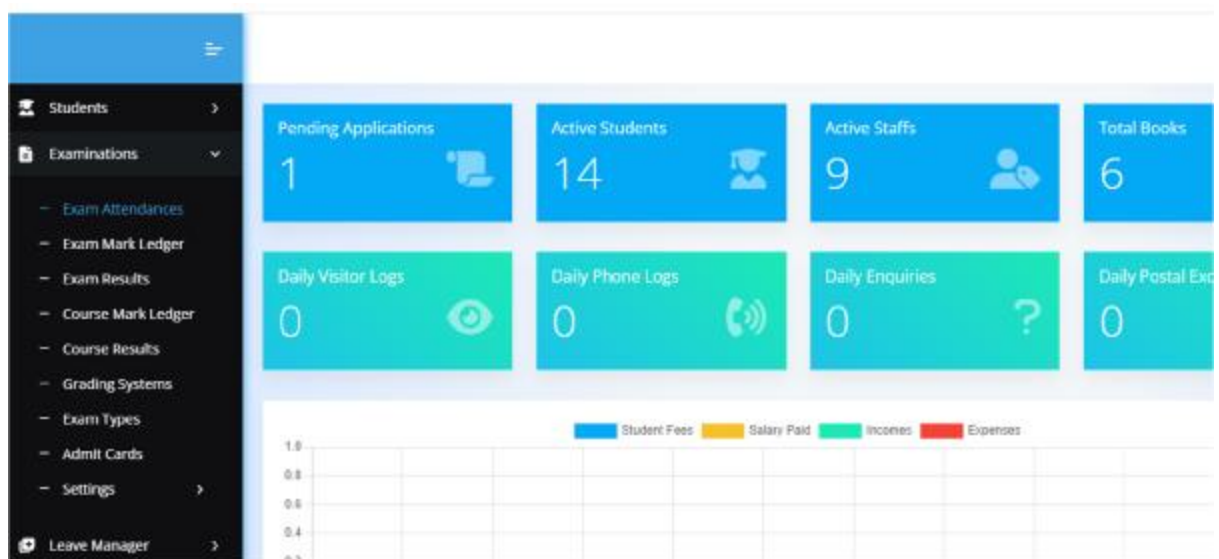 Students
Examinations
Exam Attendances
Exam Mark Ledger
Exam Results
Course Mark Ledger
Course Results
Grading Systems
Exam Types
Admit Cards
Settings
Leave Manager
Pending Applications
1
Active Students
14
Active Staffs
9
Total Books
6
Daily Visitor Logs
0
Daily Phone Logs
0
Daily Enquiries
?
0
Daily Postal Exc
0
Student Fees Salary Paid Incomes Expenses
1.0
0.8
0.6
0.4